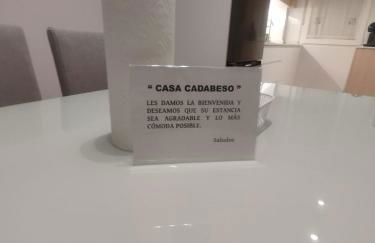 “ CASA CADABESO ”
LES DAMOS LA BIENVENIDA Y
DESEAMOS QUE SU ESTANCIA
SEA AGRADABLE Y LO MÁS
CÓMODA POSIBLE.
Saludos